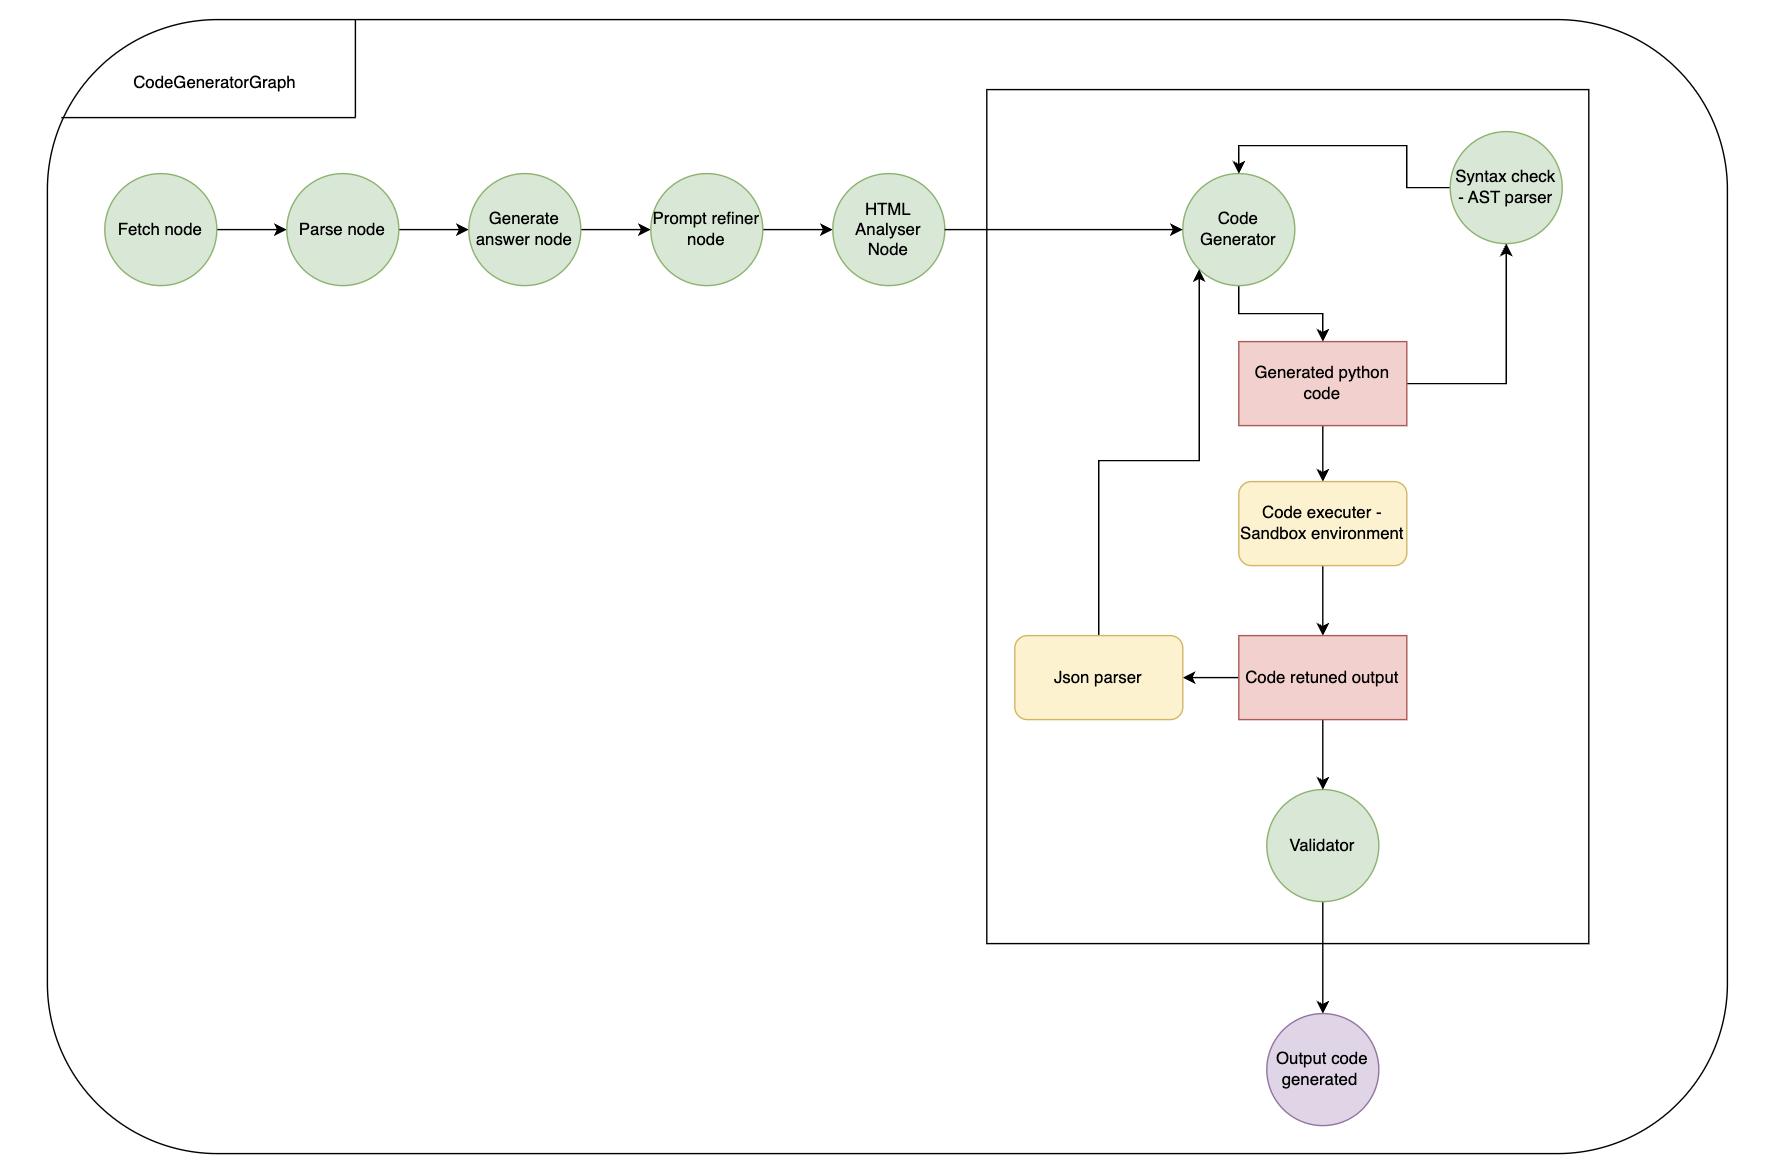 CodeGeneratorGraph
Fetch node
Parse node
Generate
answer node
Prompt refiner
node
HTML
Analyser
Node
Code
Generator
Syntax check
- AST parser
Generated python
code
Code executer -
Sandbox environment
Json parser
Code retuned output
Validator
Output code
generated